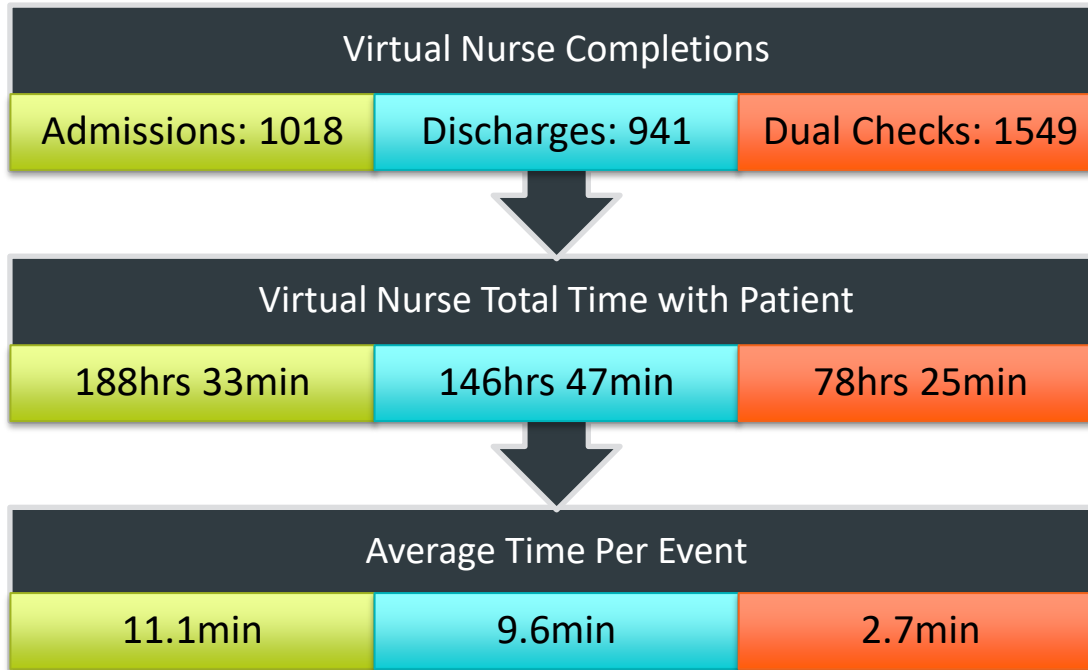 Virtual Nurse Completions
Admissions: 1018
Discharges: 941
Dual Checks: 1549
Virtual Nurse Total Time with Patient
188hrs 33min
146hrs 47min
78hrs 25min
Average Time Per Event
11.1min
9.6min
2.7min